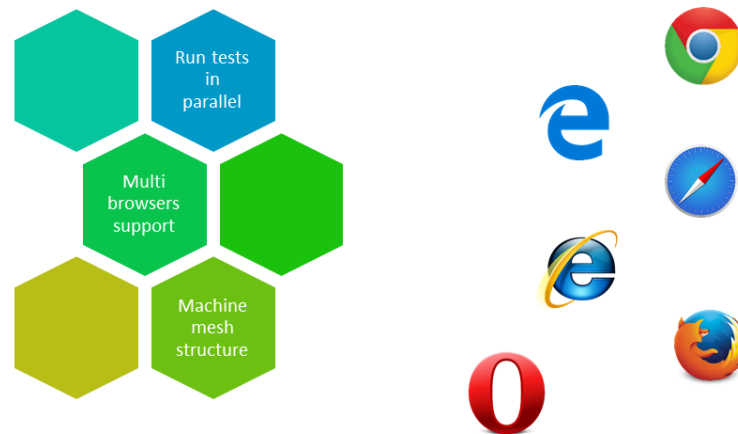 Run tests
in
parallel
Multi
browsers
support
Machine
mesh
structure